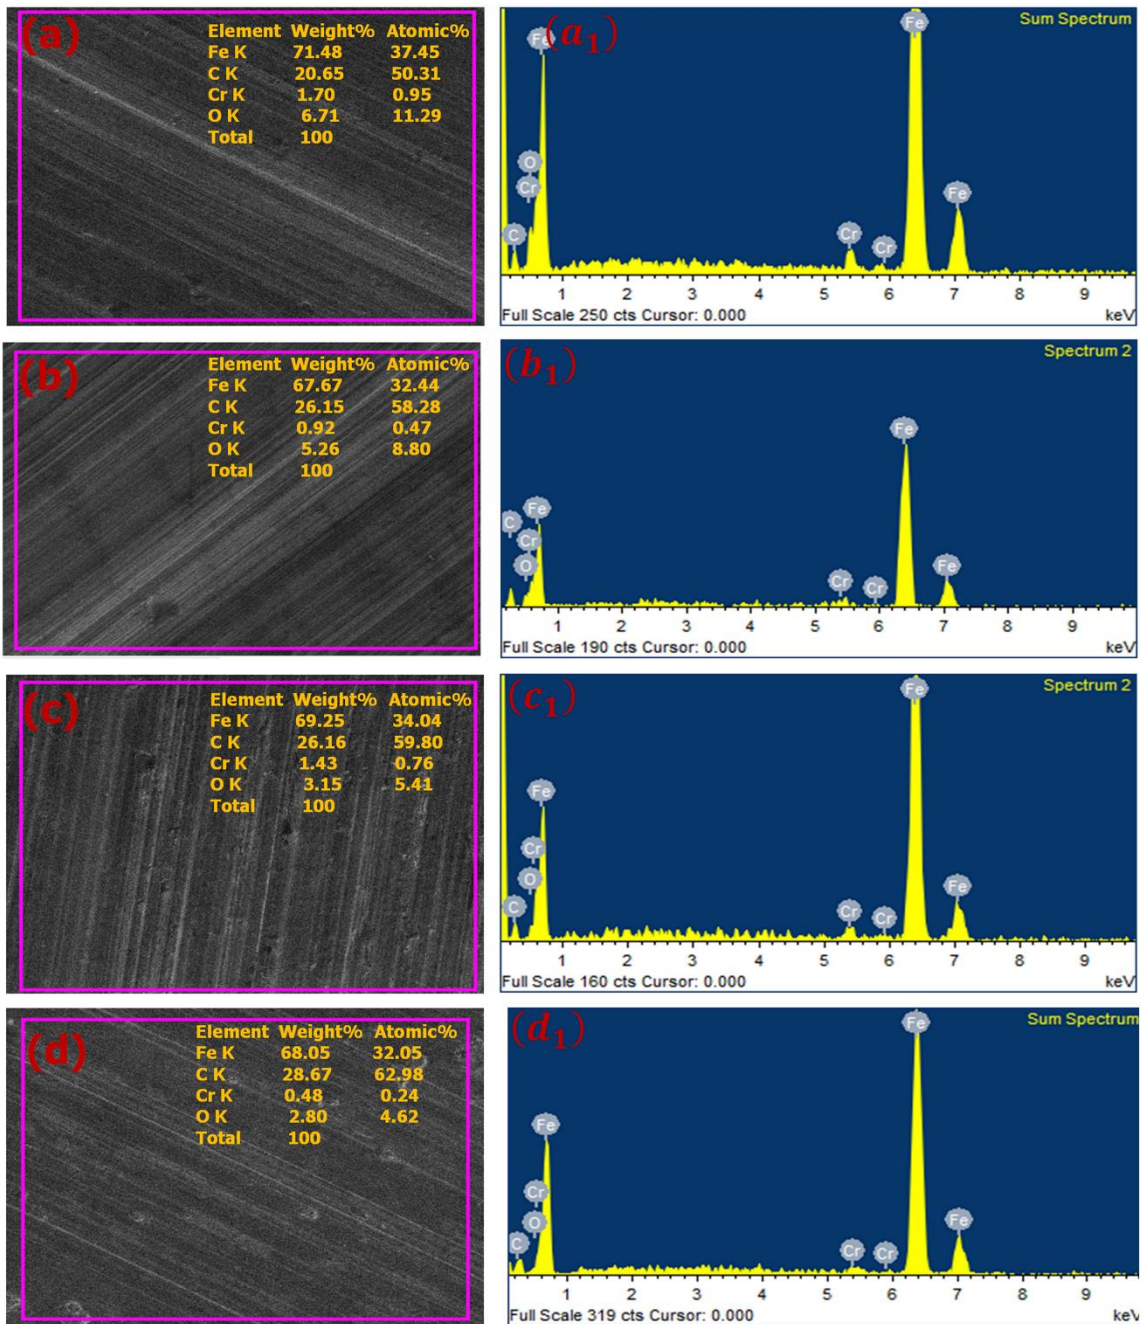 (a)
Element Weight% Atomic%
Fe K 71.48 37.45
C K 20.65 50.31
Cr K 1.70 0.95
O K 6.71 11.29
Total 100
(a1)
Sum Spectrum
Fe
Fe
O
Cr
C
Cr
Cr
Fe
1 2 3 4 5 6 7 8 9
Full Scale 250 cts Cursor: 0.000 keV
(b)
Element Weight% Atomic%
Fe K 67.67 32.44
C K 26.15 58.28
Cr K 0.92 0.47
O K 5.26 8.80
Total 100
(b1)
Spectrum 2
Fe
Fe
C
Cr
O
Cr
Cr
Fe
1 2 3 4 5 6 7 8 9
Full Scale 190 cts Cursor: 0.000 keV
(c)
Element Weight% Atomic%
Fe K 69.25 34.04
C K 26.16 59.80
Cr K 1.43 0.76
O K 3.15 5.41
Total 100
(c1)
Spectrum 2
Fe
Fe
Cr
O
C
Cr
Cr
Fe
1 2 3 4 5 6 7 8 9
Full Scale 160 cts Cursor: 0.000 keV
(d)
Element Weight% Atomic%
Fe K 68.05 32.05
C K 28.67 62.98
Cr K 0.48 0.24
O K 2.80 4.62
Total 100
(d1)
Sum Spectrum
Fe
Fe
Cr
O
C
Cr
Cr
Fe
1 2 3 4 5 6 7 8 9
Full Scale 319 cts Cursor: 0.000 keV